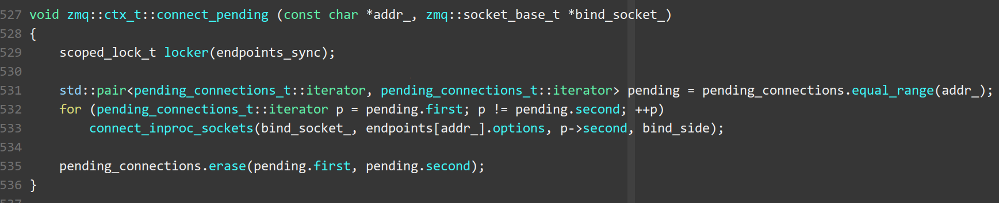 527 void zmq::ctx_t::connect_pending (const char *addr_, zmq::socket_base_t *bind_socket_)
528 {
529     scoped_lock_t locker(endpoints_sync);
530
531     std::pair<pending_connections_t::iterator, pending_connections_t::iterator> pending = pending_connections.equal_range(addr_);
532     for (pending_connections_t::iterator p = pending.first; p != pending.second; ++p)
533         connect_inproc_sockets(bind_socket_, endpoints[addr_].options, p->second, bind_side);
534
535     pending_connections.erase(pending.first, pending.second);
536 }
537